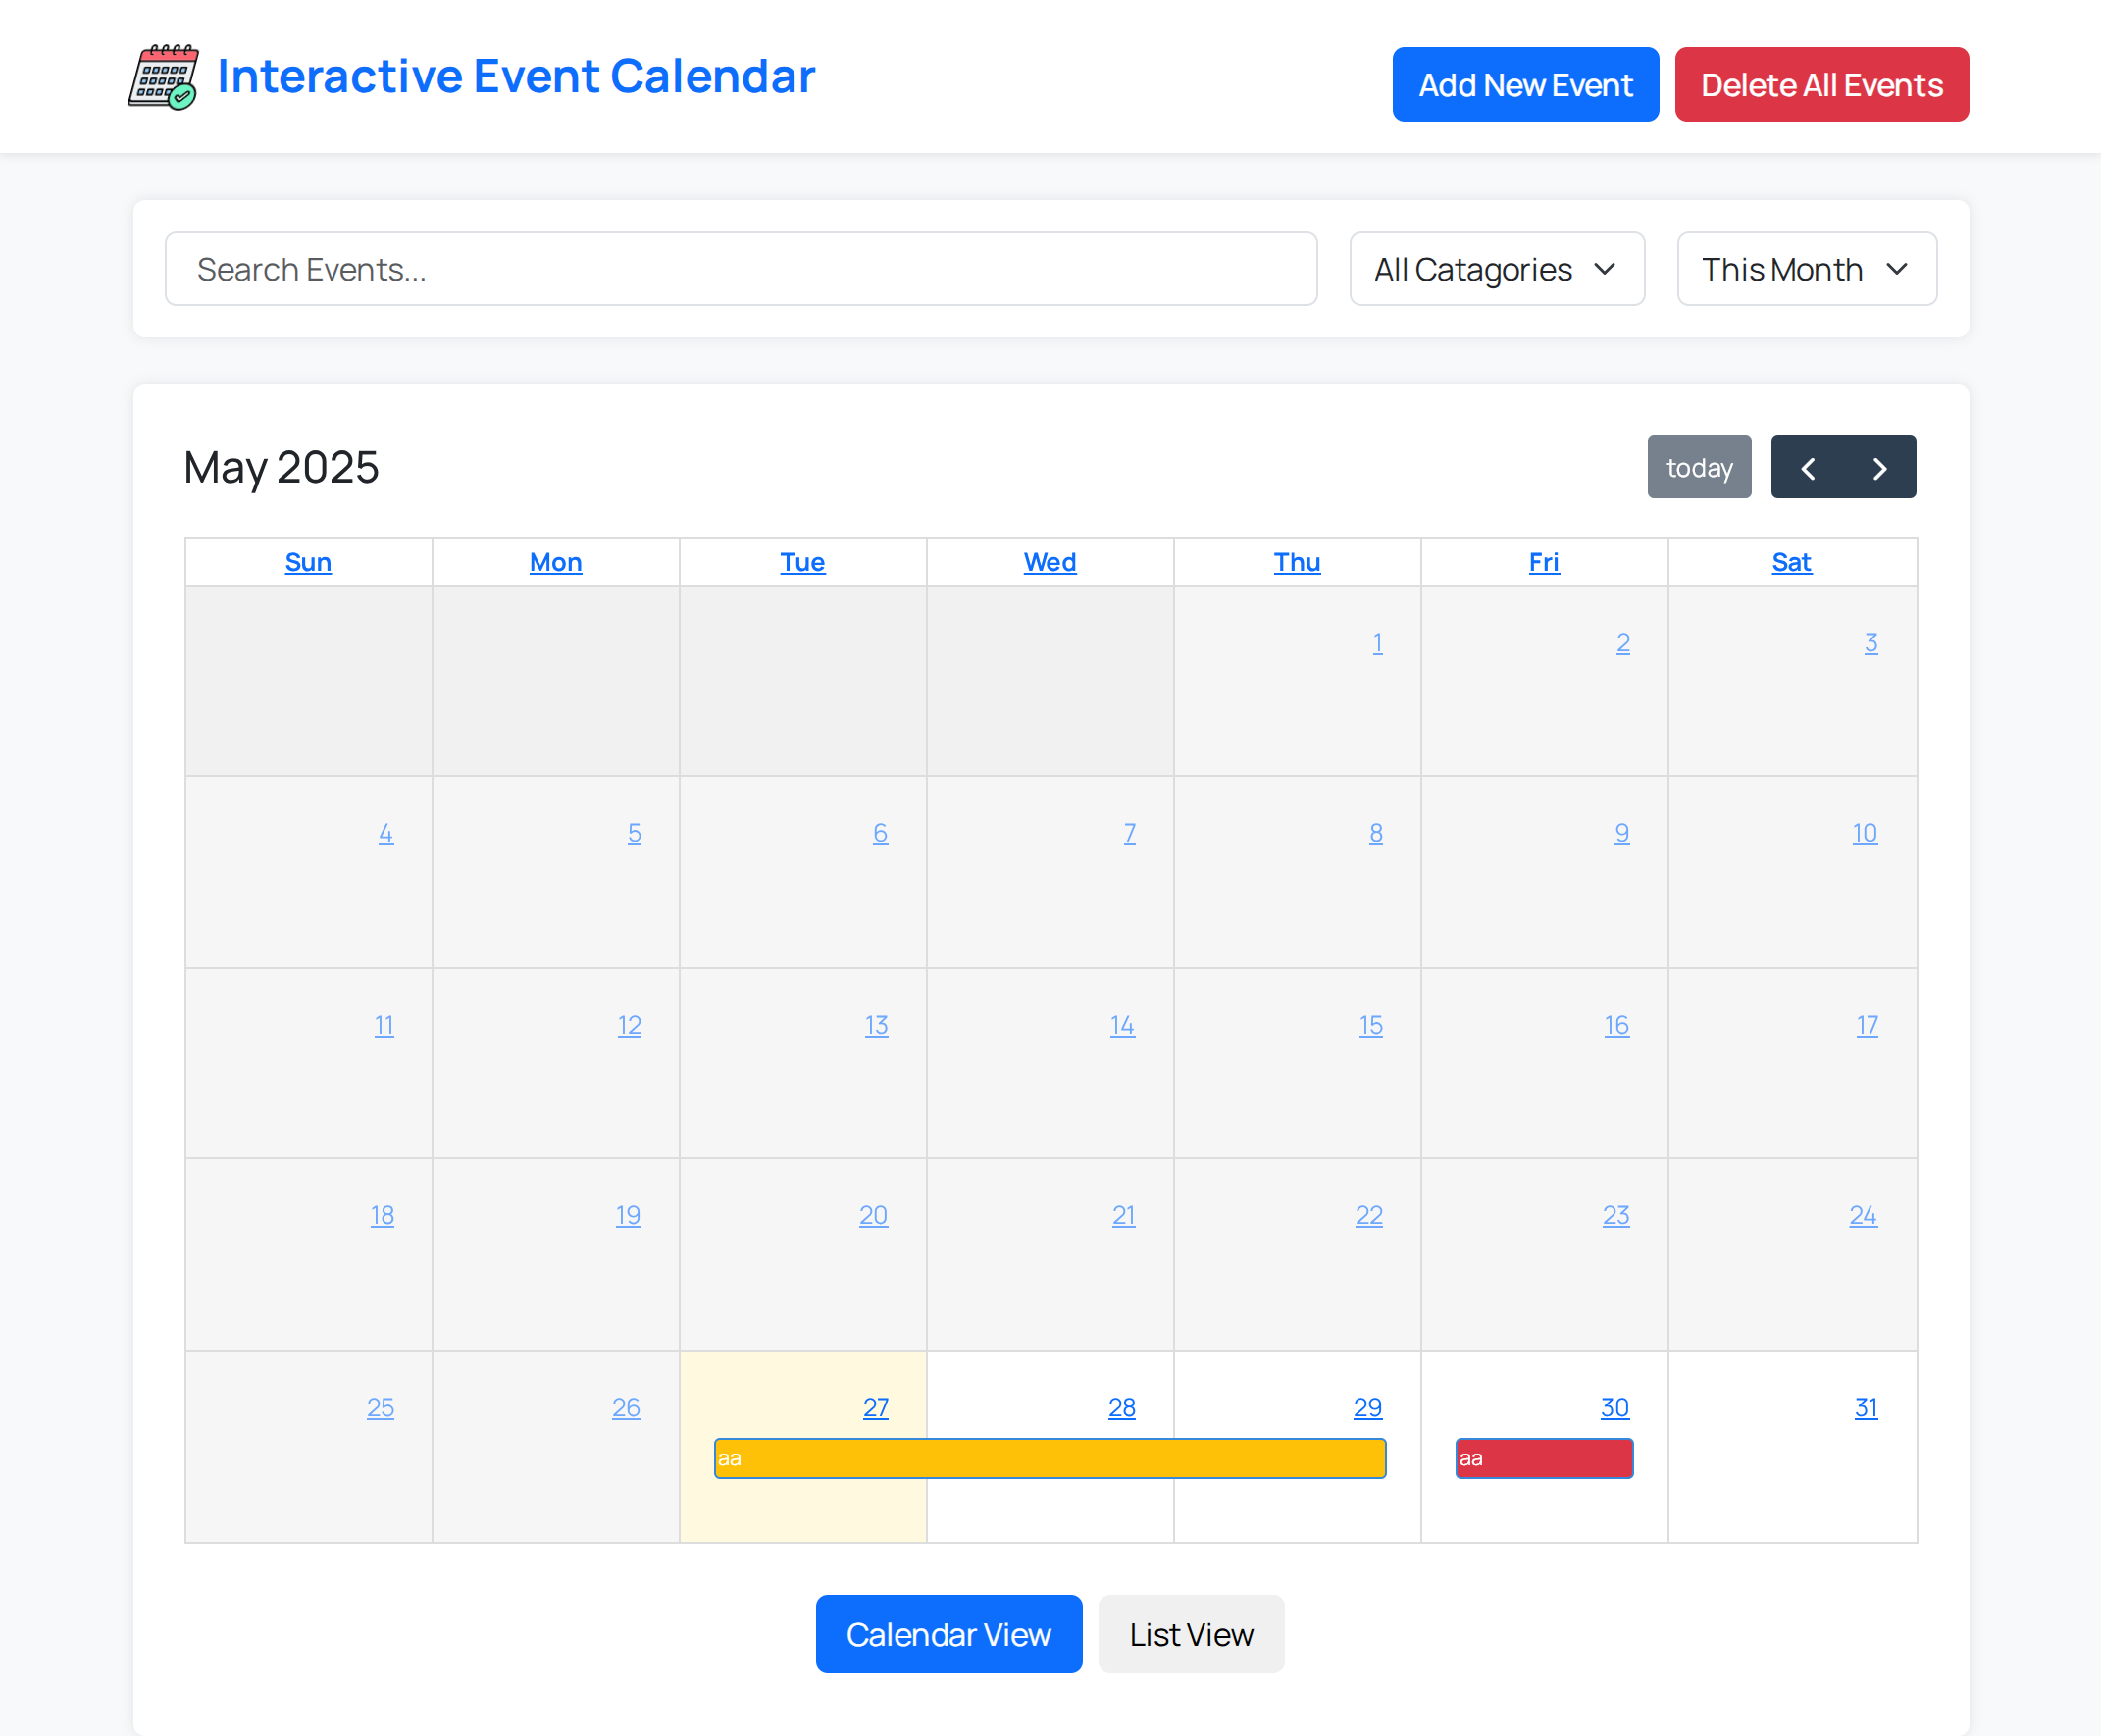 Interactive Event Calendar
Add New Event
Delete All Events
Search Events...
All Catagories
This Month
May 2025
today
Sun Mon Tue Wed Thu Fri Sat
1 2 3
4 5 6 7 8 9 10
11 12 13 14 15 16 17
18 19 20 21 22 23 24
25 26 27 28 29 30 31
aa aa
Calendar View
List View